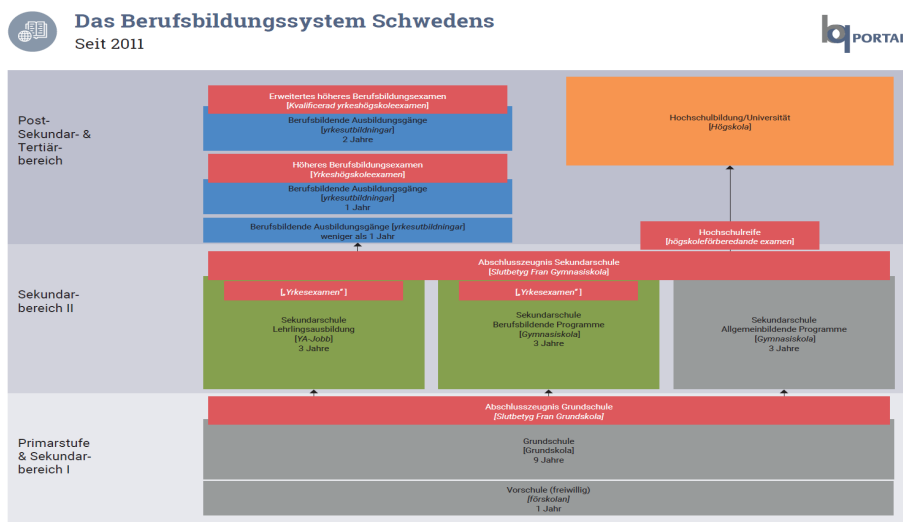 Das Berufsbildungssystem Schwedens
Seit 2011
bq PORTAL
Post-
Sekundar- &
Tertiär-
bereich
Erweitertes höheres Berufsbildungsexamen
[Kvalificerad yrkeshögskoleexamen]
Berufsbildende Ausbildungsgänge
[yrkesutbildningar]
2 Jahre
Höheres Berufsbildungsexamen
[Yrkeshögskoleexamen]
Berufsbildende Ausbildungsgänge
[yrkesutbildningar]
1 Jahr
Berufsbildende Ausbildungsgänge [yrkesutbildningar]
weniger als 1 Jahr
Hochschulbildung/Universität
[Högskola]
Hochschulreife
[högskoleförberedande examen]
Sekundar-
bereich II
Abschlusszeugnis Sekundarschule
[Slutbetyg Fran Gymnasiskola]
[„Yrkesexamen“ ]
Sekundarschule
Lehrlingsausbildung
[YA-Jobb]
3 Jahre
[„Yrkesexamen“ ]
Sekundarschule
Berufsbildende Programme
[Gymnasiskola]
3 Jahre
Sekundarschule
Allgemeinbildende Programme
[Gymnasiskola]
3 Jahre
Primarstufe
& Sekundar-
bereich I
Abschlusszeugnis Grundschule
[Slutbetyg Fran Grundskola]
Grundschule
[Grundskola]
9 Jahre
Vorschule (freiwillig)
[förskolan]
1 Jahr